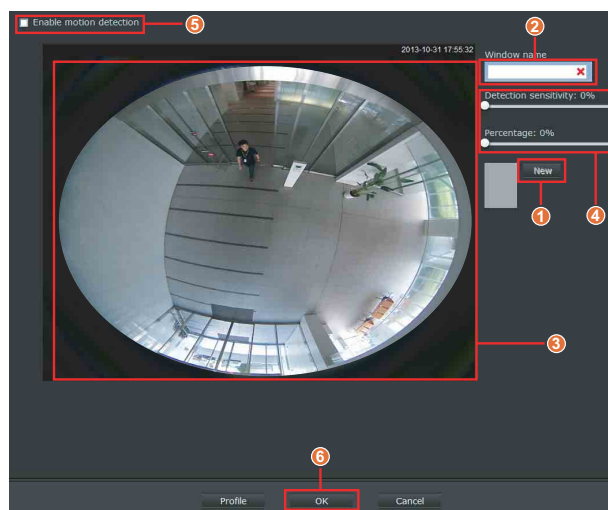 Enable motion detection
5
2013-10-31 17:55:32
2
Window name
Detection sensitivity: 0%
Percentage: 0%
New
1
4
3
6
Profile
OK
Cancel